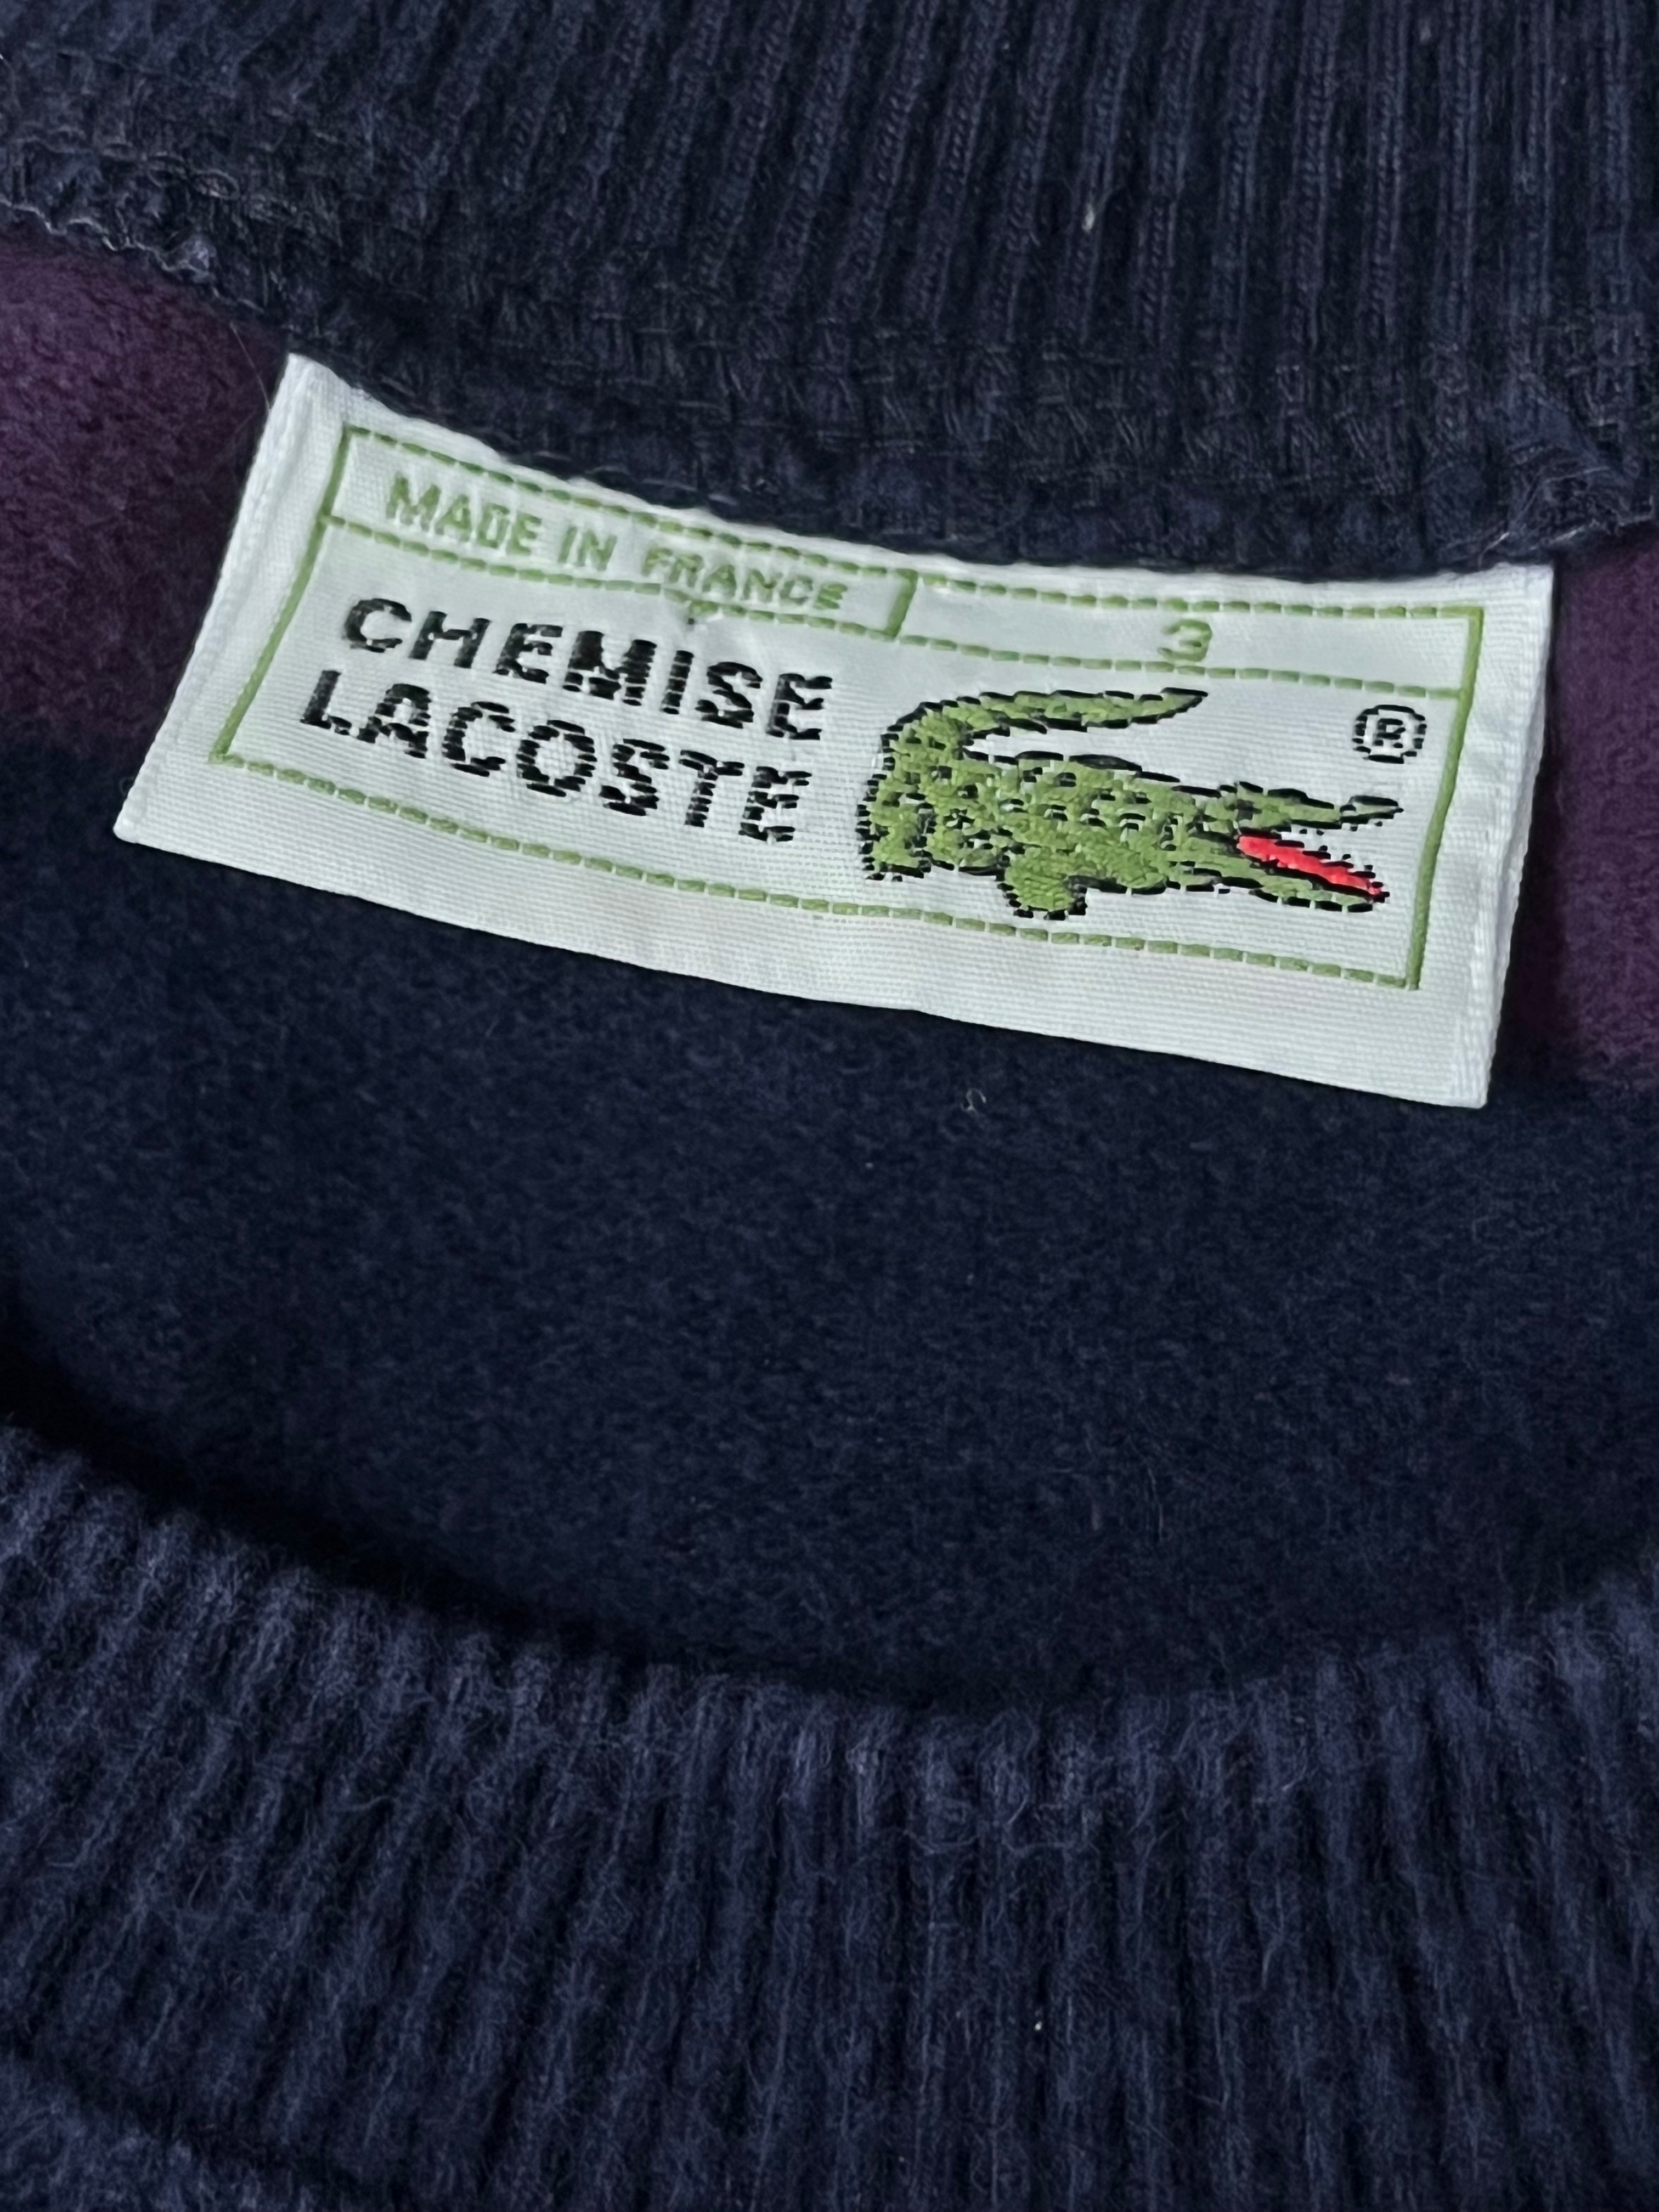 MADE IN FRANCE 3
CHEMISE
LACOSTE
®